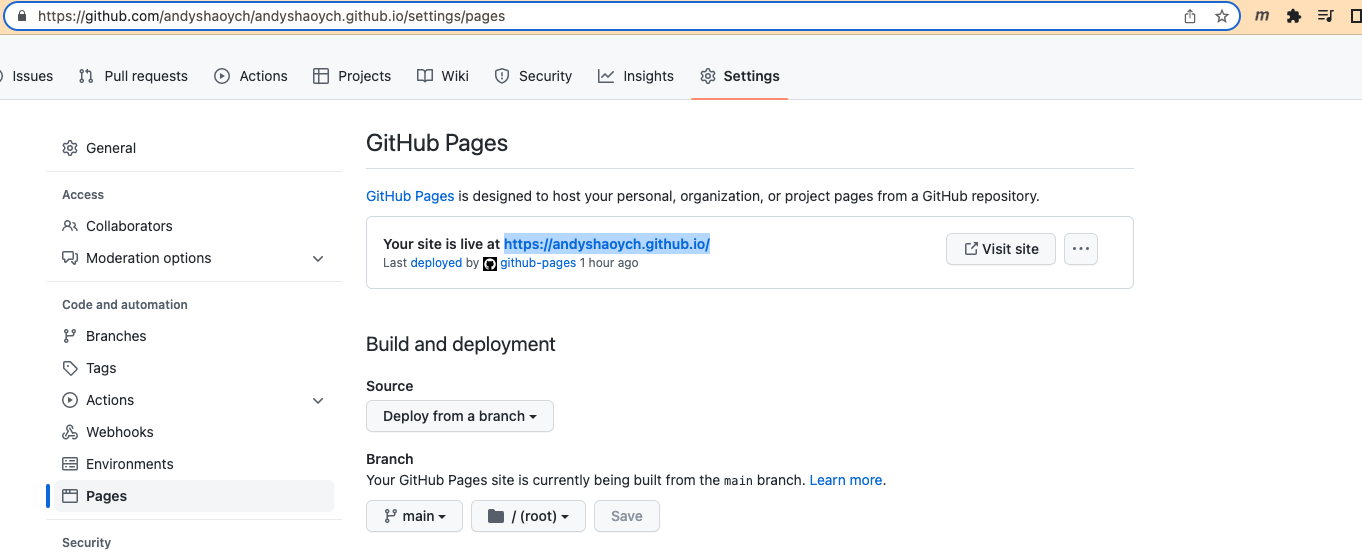 https://github.com/andyshaoych/andyshaoych.github.io/settings/pages
m
Issues Pull requests Actions Projects Wiki Security Insights Settings
General
Access
Collaborators
Moderation options
Code and automation
Branches
Tags
Actions
Webhooks
Environments
Pages
Security
GitHub Pages
GitHub Pages is designed to host your personal, organization, or project pages from a GitHub repository.
Your site is live at https://andyshaoych.github.io/
Last deployed by github-pages 1 hour ago
Visit site
Build and deployment
Source
Deploy from a branch
Branch
Your GitHub Pages site is currently being built from the main branch. Learn more.
main / (root) Save